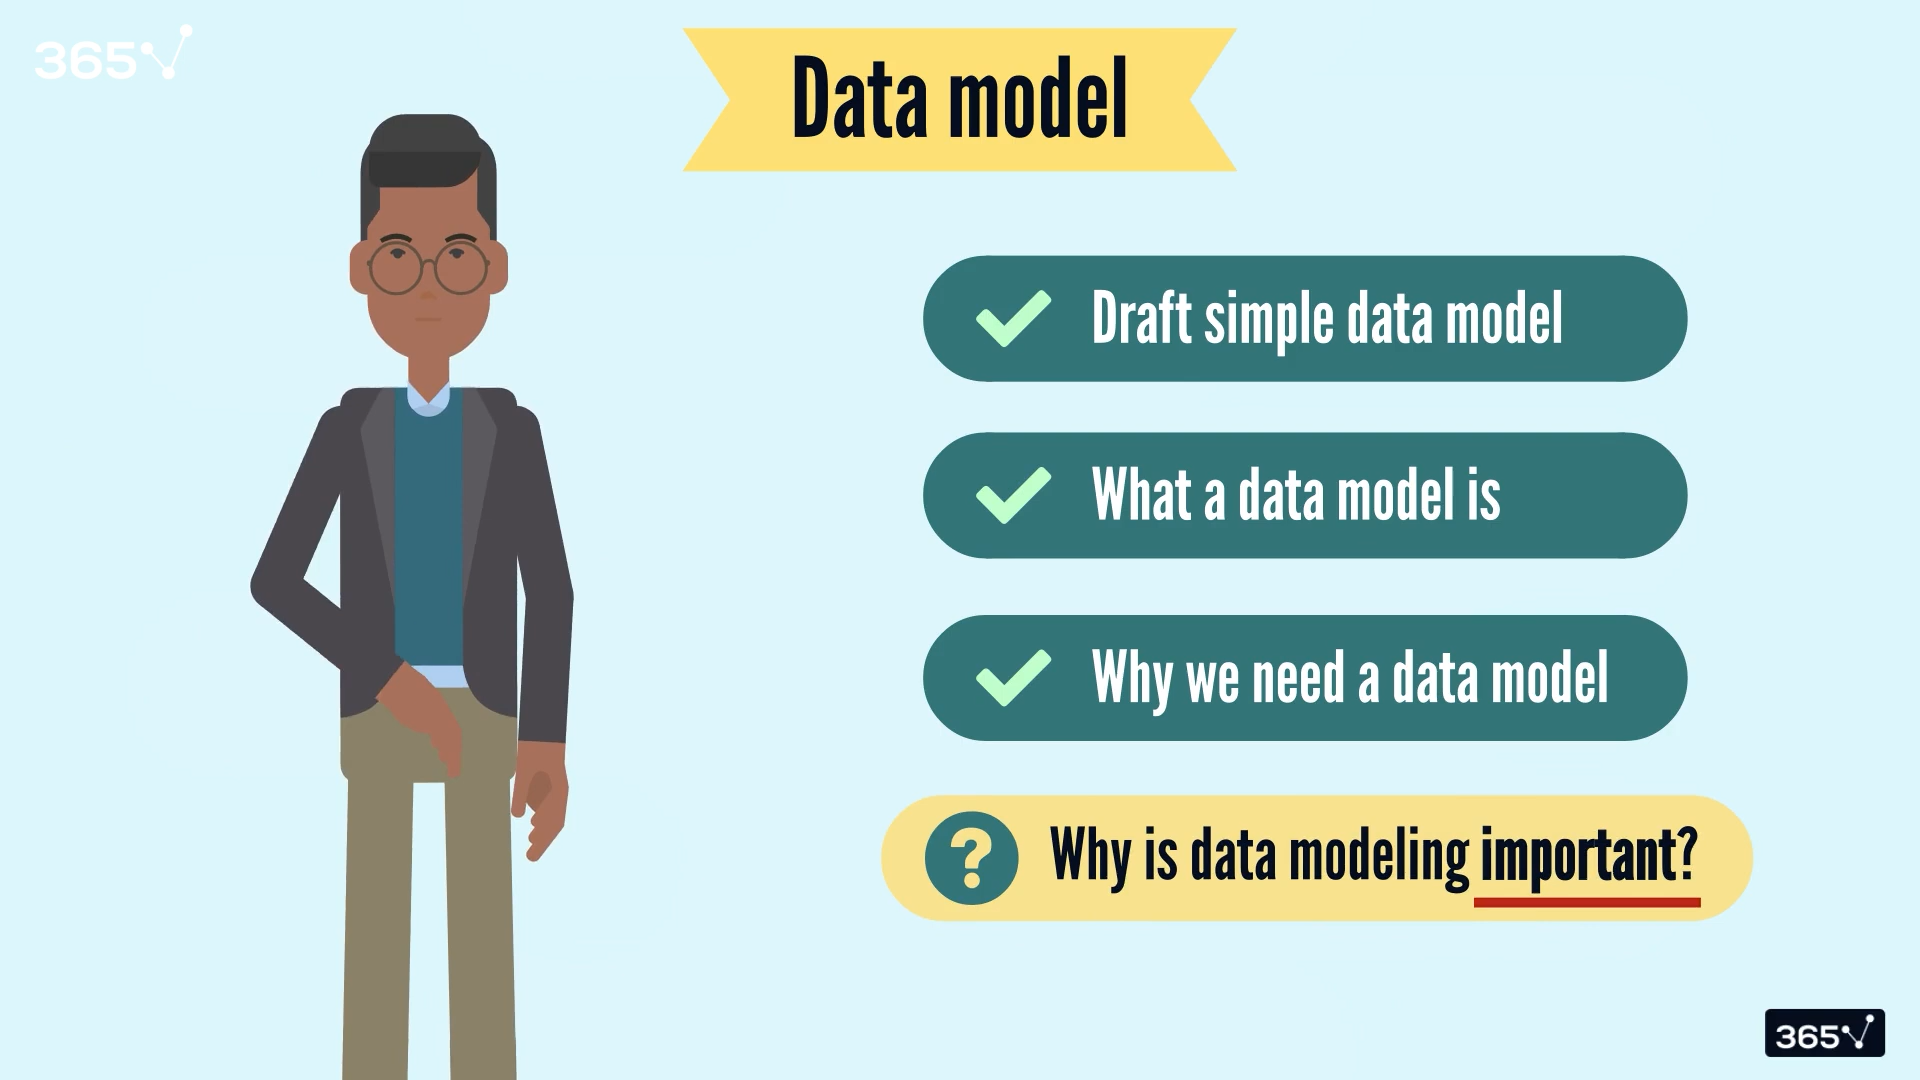 365
Data model
Draft simple data model
What a data model is
Why we need a data model
? Why is data modeling important?
365